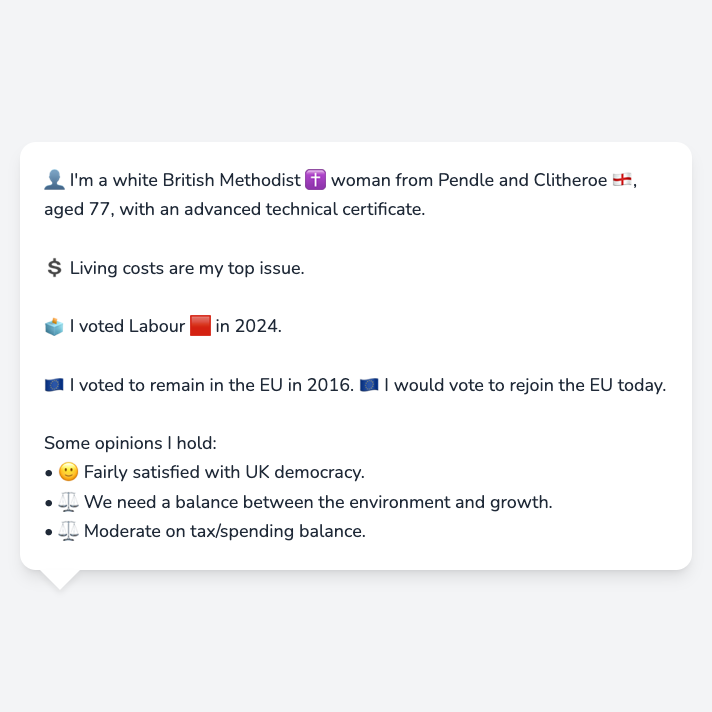 👤 I'm a white British Methodist ✝️ woman from Pendle and Clitheroe 🏴󠁧󠁢󠁥󠁮󠁧󠁿,
aged 77, with an advanced technical certificate.
💲 Living costs are my top issue.
🗳️ I voted Labour 🟥 in 2024.
🇪🇺 I voted to remain in the EU in 2016. 🇪🇺 I would vote to rejoin the EU today.
Some opinions I hold:
• 🙂 Fairly satisfied with UK democracy.
• ⚖️ We need a balance between the environment and growth.
• ⚖️ Moderate on tax/spending balance.